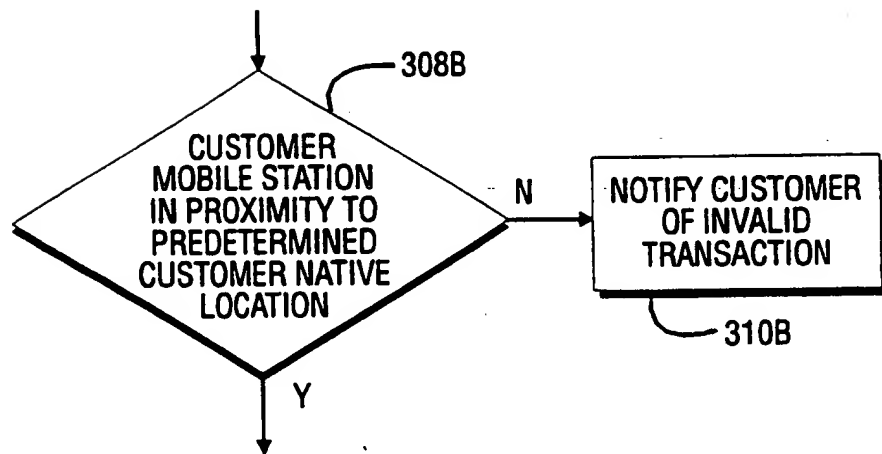 308B
CUSTOMER
MOBILE STATION
IN PROXIMITY TO
PREDETERMINED
CUSTOMER NATIVE
LOCATION
N
NOTIFY CUSTOMER
OF INVALID
TRANSACTION
310B
Y